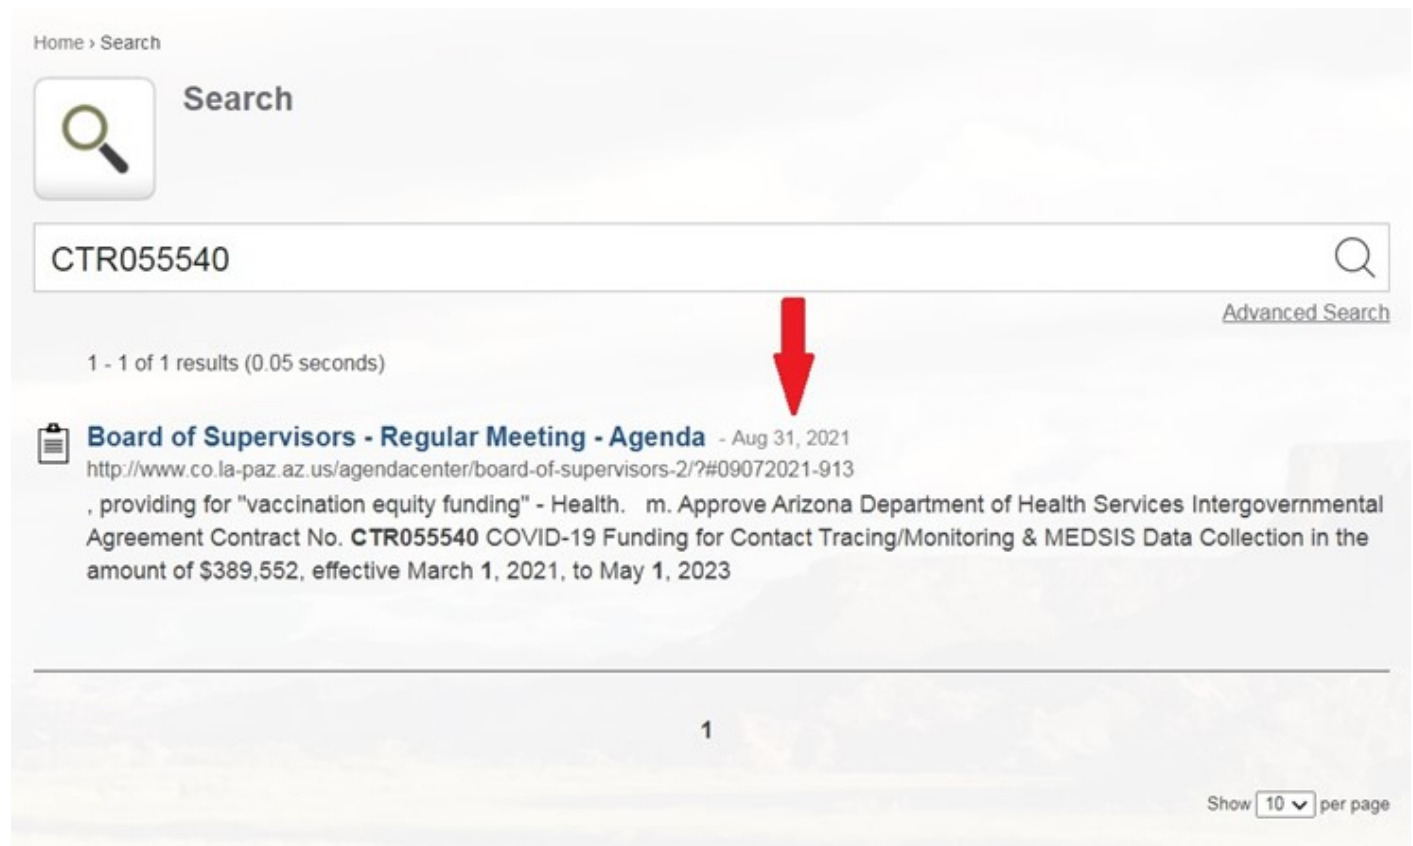 Home › Search
Search
CTR055540
Advanced Search
1 - 1 of 1 results (0.05 seconds)
Board of Supervisors - Regular Meeting - Agenda - Aug 31, 2021
http://www.co.la-paz.az.us/agendacenter/board-of-supervisors-2/?#09072021-913
, providing for "vaccination equity funding" - Health. m. Approve Arizona Department of Health Services Intergovernmental
Agreement Contract No. CTR055540 COVID-19 Funding for Contact Tracing/Monitoring & MEDSIS Data Collection in the
amount of $389,552, effective March 1, 2021, to May 1, 2023
1
Show 10 per page